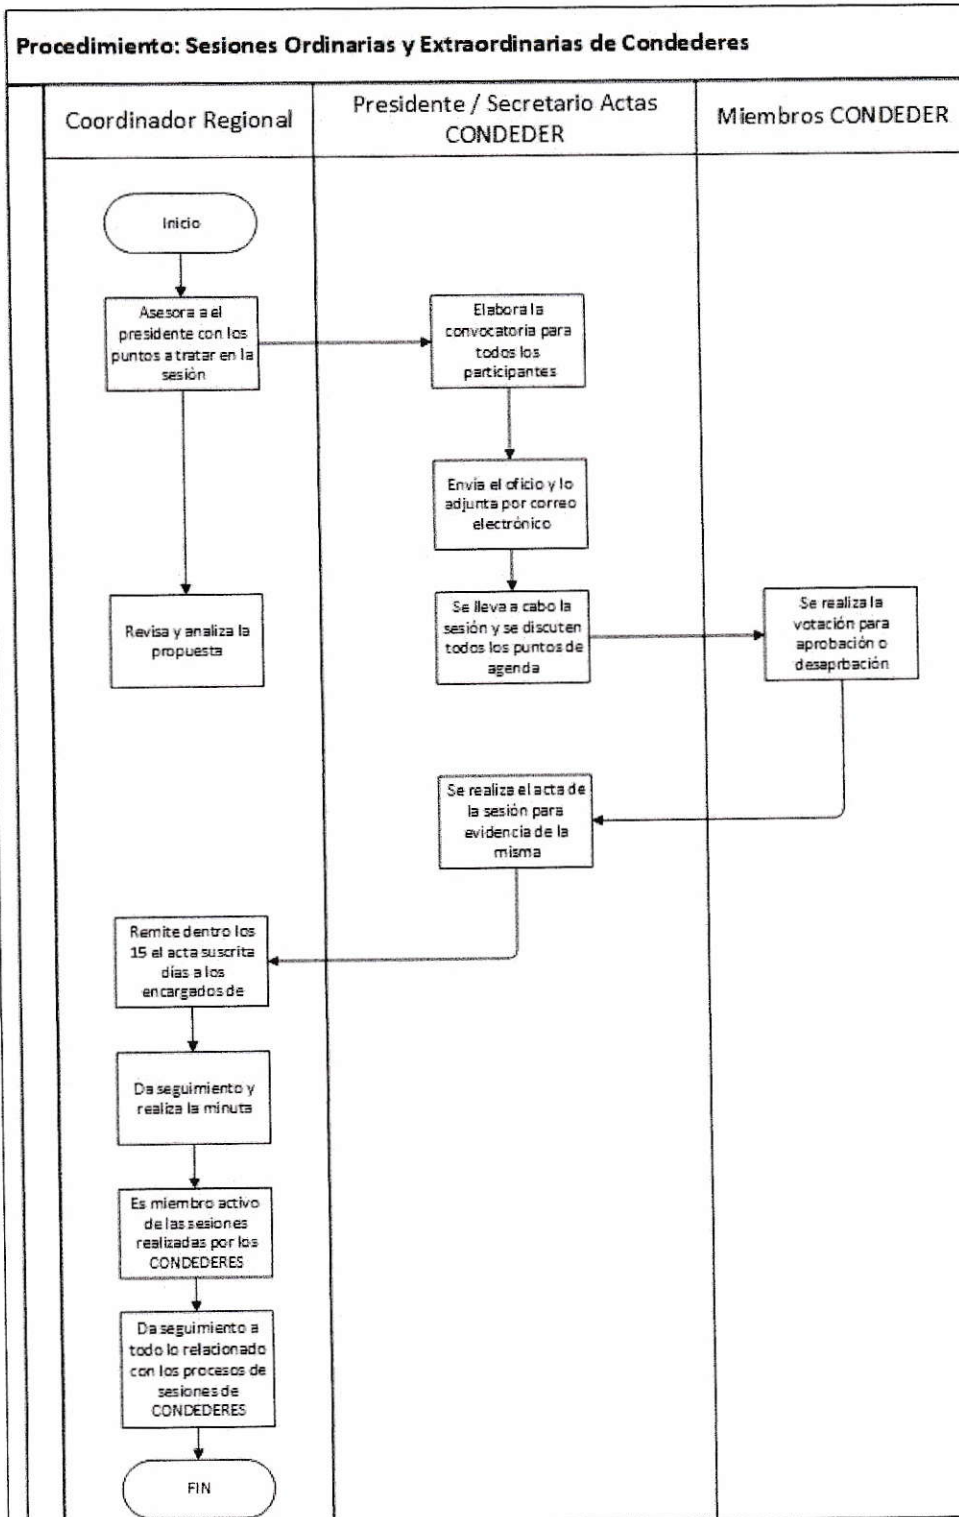 Procedimiento: Sesiones Ordinarias y Extraordinarias de Condederes
Coordinador Regional
Presidente / Secretario Actas
CONDEDER
Miembros CONDEDER
Inicio
Asesora a el
presidente con los
puntos a tratar en la
sesión
Elabora la
convocatoria para
todos los
participantes
Envía el oficio y lo
adjunta por correo
electrónico
Revisa y analiza la
propuesta
Se lleva a cabo la
sesión y se discuten
todos los puntos de
agenda
Se realiza la
votación para
aprobación o
desaprbación
Se realiza el acta de
la sesión para
evidencia de la
misma
Remite dentro los
15 el acta suscrita
días a los
encargados de
Da seguimiento y
realiza la minuta
Es miembro activo
de las sesiones
realizadas por los
CONDEDERES
Da seguimiento a
todo lo relacionado
con los procesos de
sesiones de
CONDEDERES
FIN